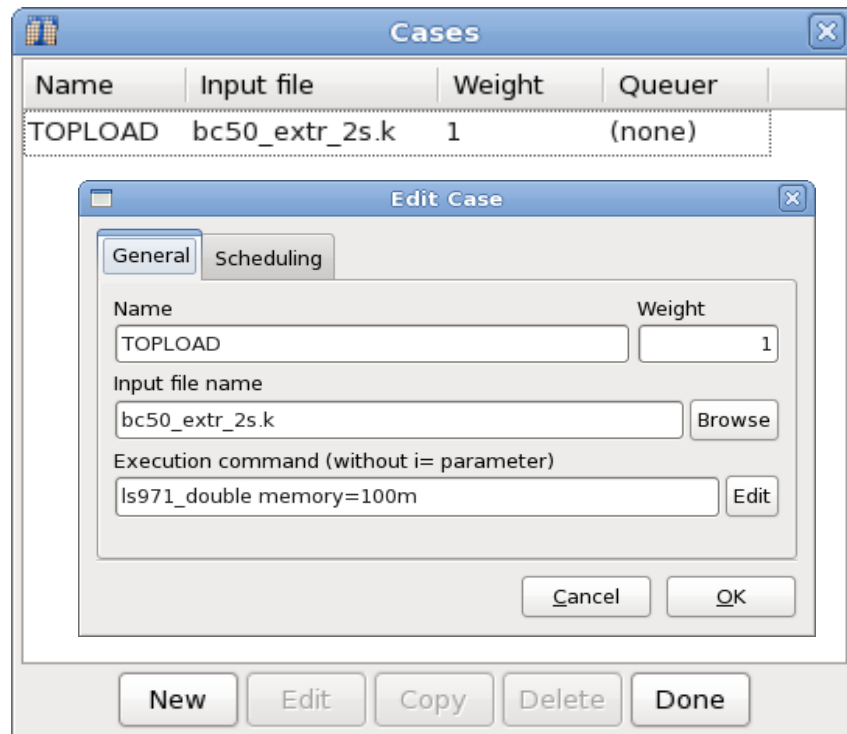 Cases
Name Input file Weight Queuer
TOPLOAD bc50_extr_2s.k 1 (none)
Edit Case
General Scheduling
Name Weight
TOPLOAD 1
Input file name
bc50_extr_2s.k Browse
Execution command (without i= parameter)
ls971_double memory=100m Edit
Cancel OK
New Edit Copy Delete Done